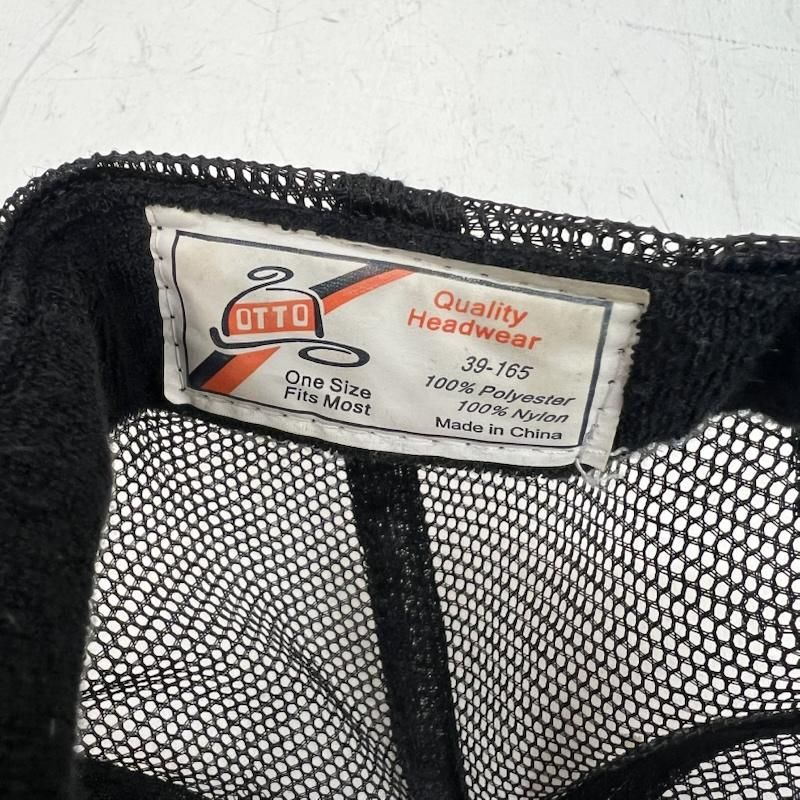 OTTO
One Size
Fits Most
Quality
Headwear
39-165
100% Polyester
100% Nylon
Made in China